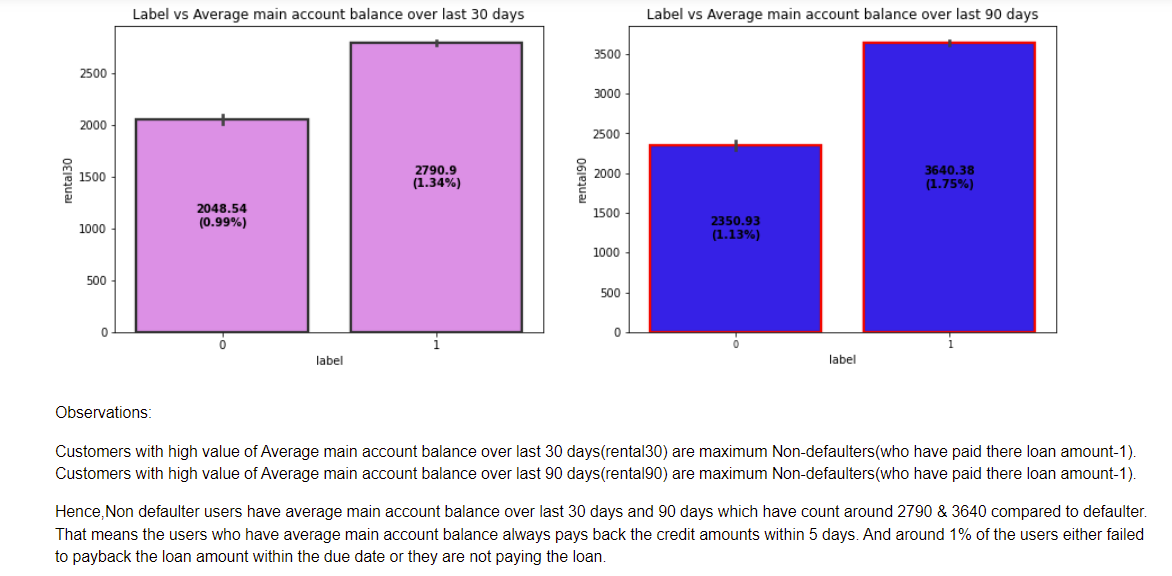 Label vs Average main account balance over last 30 days
2500
2000
1500
1000
500
0
rental30
2048.54
(0.99%)
2790.9
(1.34%)
0
1
label
Label vs Average main account balance over last 90 days
3500
3000
2500
2000
1500
1000
500
0
rental90
2350.93
(1.13%)
3640.38
(1.75%)
0
1
label
Observations:
Customers with high value of Average main account balance over last 30 days(rental30) are maximum Non-defaulters(who have paid there loan amount-1).
Customers with high value of Average main account balance over last 90 days(rental90) are maximum Non-defaulters(who have paid there loan amount-1).
Hence,Non defaulter users have average main account balance over last 30 days and 90 days which have count around 2790 & 3640 compared to defaulter.
That means the users who have average main account balance always pays back the credit amounts within 5 days. And around 1% of the users either failed
to payback the loan amount within the due date or they are not paying the loan.